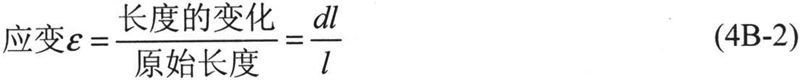 应变ε = 长度的变化/原始长度 = dl/l (4B-2)